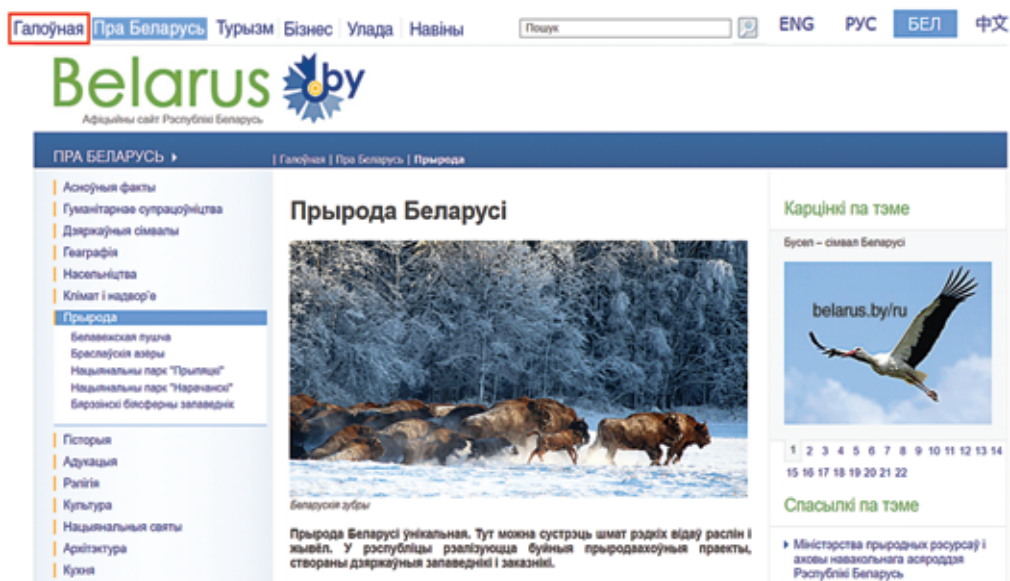 Галоўная Пра Беларусь Турызм Бізнес Улада Навіны Пошук ENG РУС БЕЛ 中文
Belarus by
Афіцыйны сайт Рэспублікі Беларусь
ПРА БЕЛАРУСЬ | Галоўная | Пра Беларусь | Прырода
Асноўныя факты
Гуманітарнае супрацоўніцтва
Дзяржаўныя сімвалы
Геаграфія
Насельніцтва
Клімат і надвор'е
Прырода
Белавежская пушча
Браслаўскія азёры
Нацыянальны парк "Прыпяцкі"
Нацыянальны парк "Нарачанскі"
Бярэзінскі біясферны запаведнік
Гісторыя
Адукацыя
Рэлігія
Культура
Нацыянальныя святы
Архітэктура
Кухня
Прырода Беларусі
Беларускія зубры
Прырода Беларусі ўнікальная. Тут можна сустрэць шмат рэдкіх відаў раслін і
жывёл. У рэспубліцы рэалізуюцца буйныя прыродаахоўныя праекты,
створаны дзяржаўныя запаведнікі і заказнікі.
Карцінкі па тэме
Бусел – сімвал Беларусі
belarus.by/ru
1 2 3 4 5 6 7 8 9 10 11 12 13 14
15 16 17 18 19 20 21 22
Спасылкі па тэме
Міністэрства прыродных рэсурсаў і
аховы навакольнага асяроддзя
Рэспублікі Беларусь